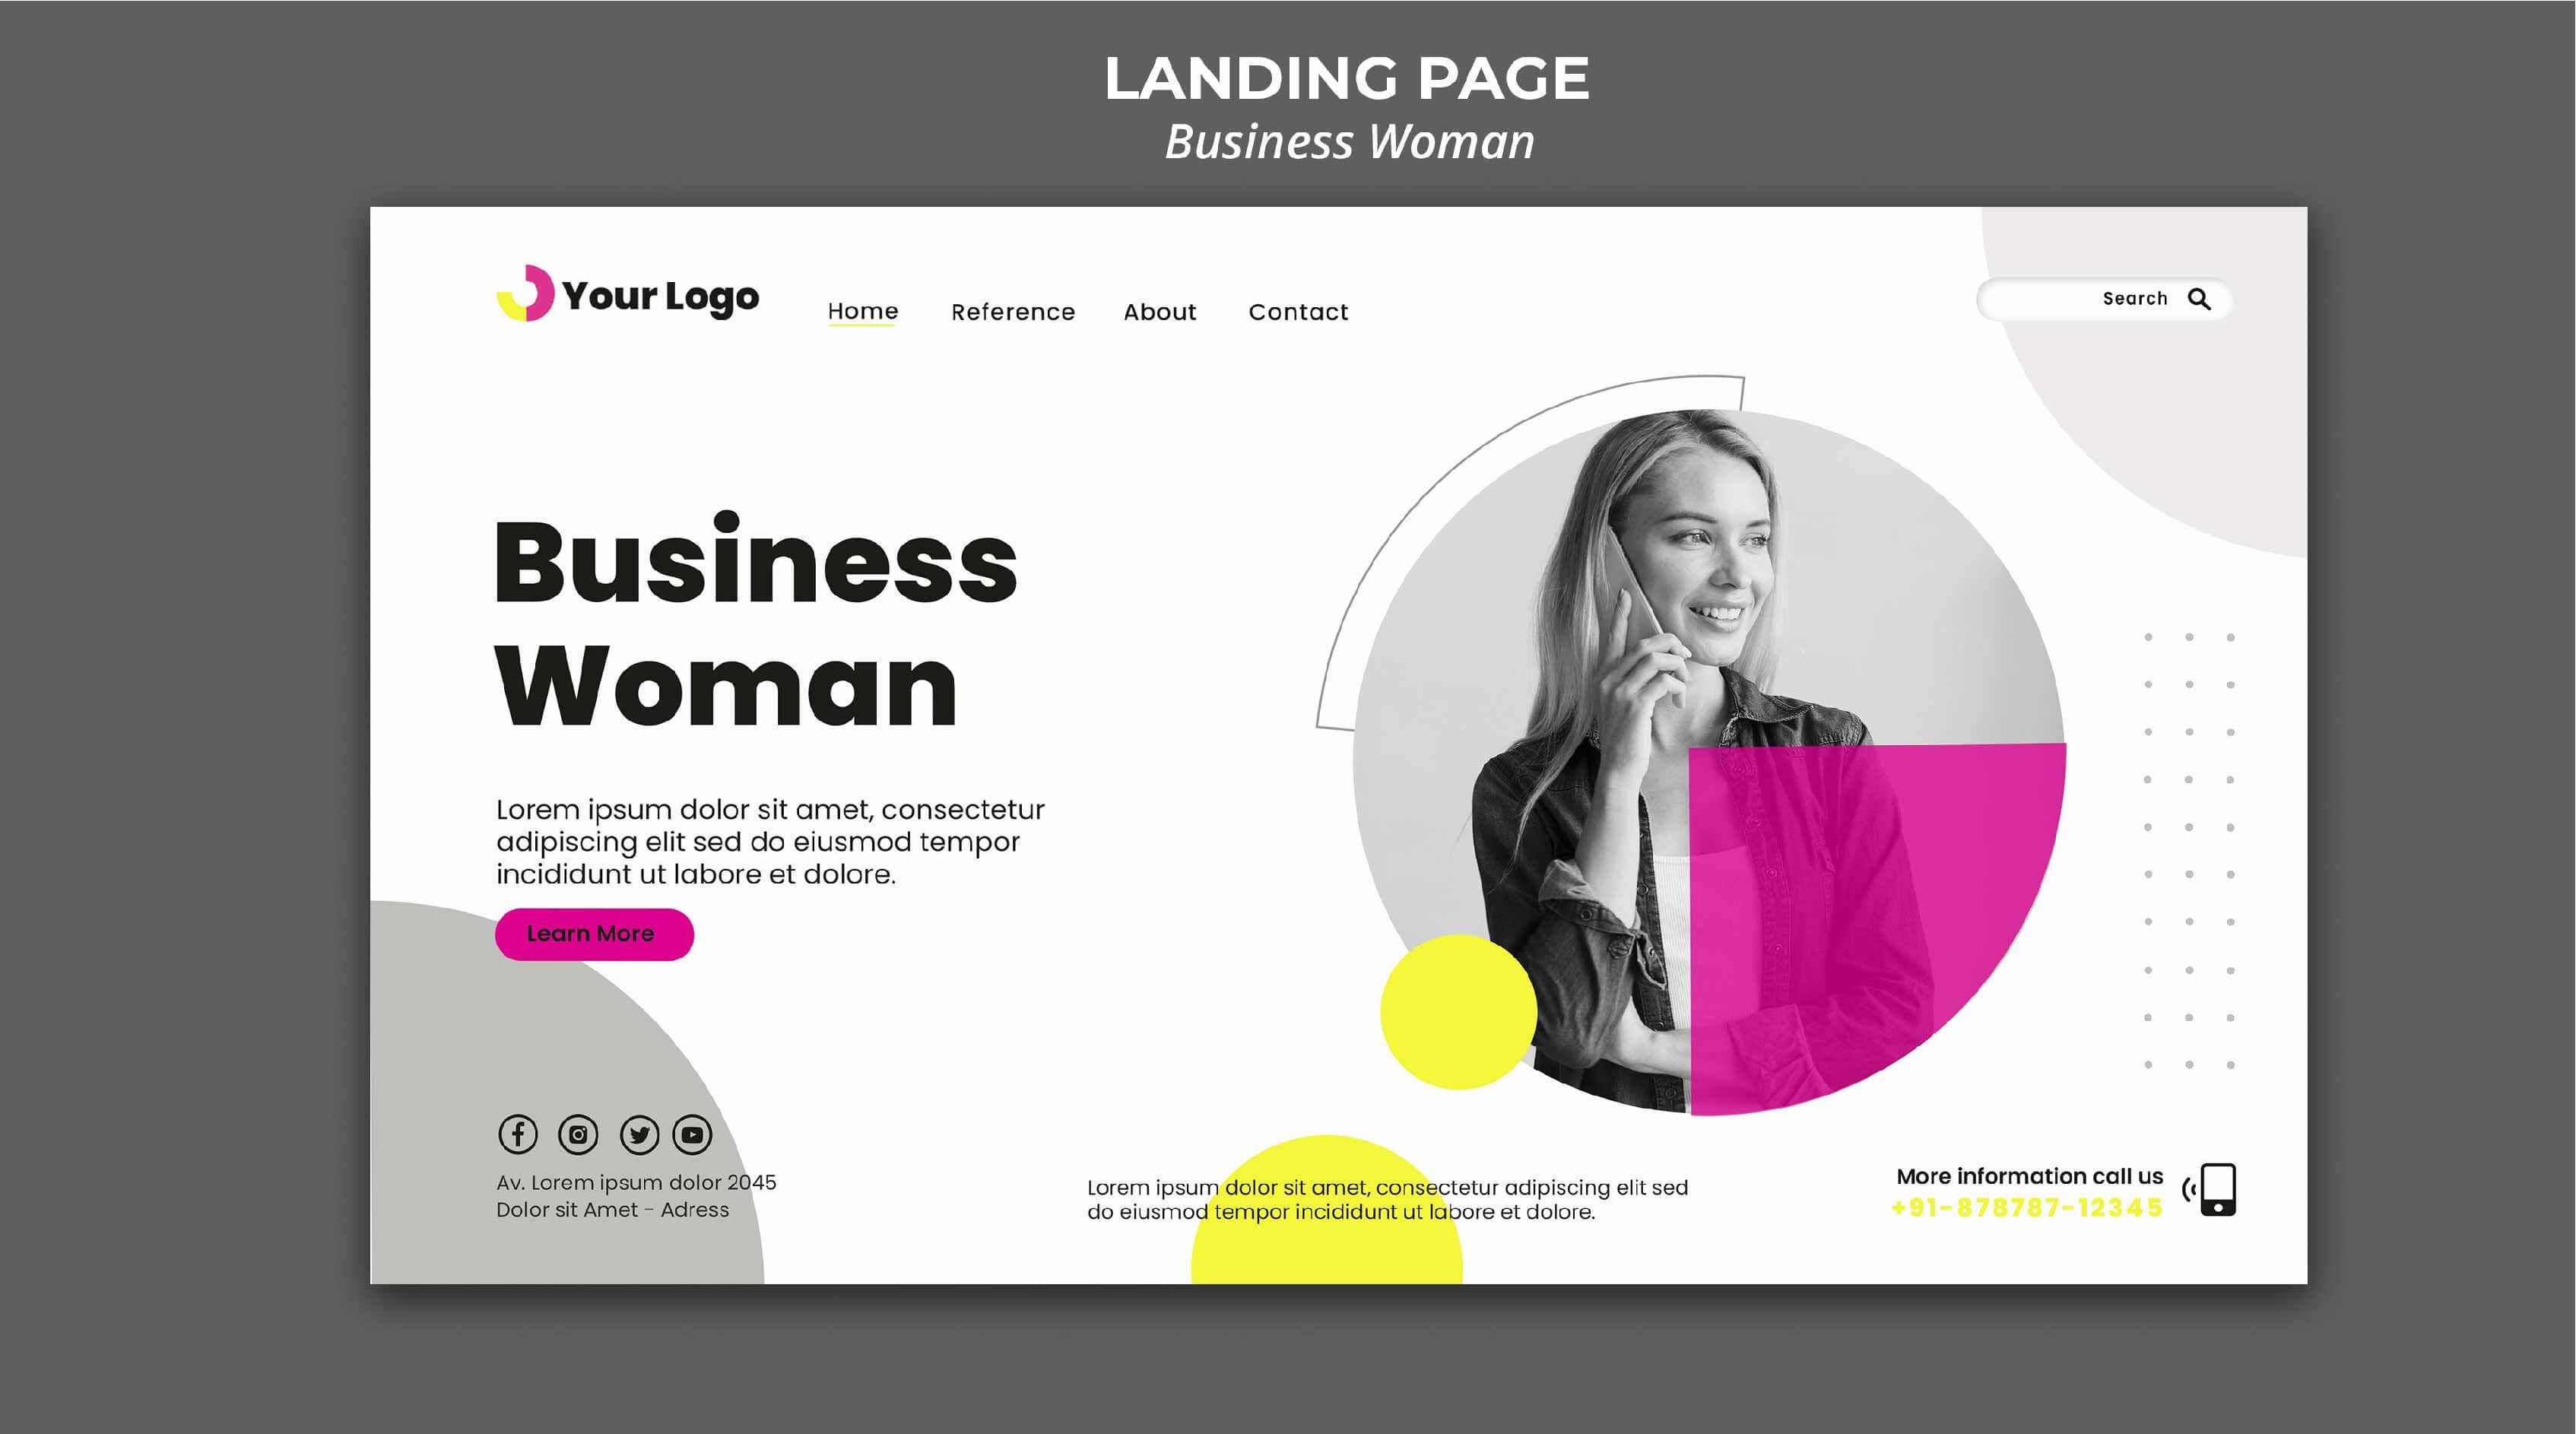 LANDING PAGE
Business Woman
Your Logo
Home Reference About Contact
Search
Business
Woman
Lorem ipsum dolor sit amet, consectetur
adipiscing elit sed do eiusmod tempor
incididunt ut labore et dolore.
Learn More
Av. Lorem ipsum dolor 2045
Dolor sit Amet - Adress
Lorem ipsum dolor sit amet, consectetur adipiscing elit sed
do eiusmod tempor incididunt ut labore et dolore.
More information call us
+91-878787-12345